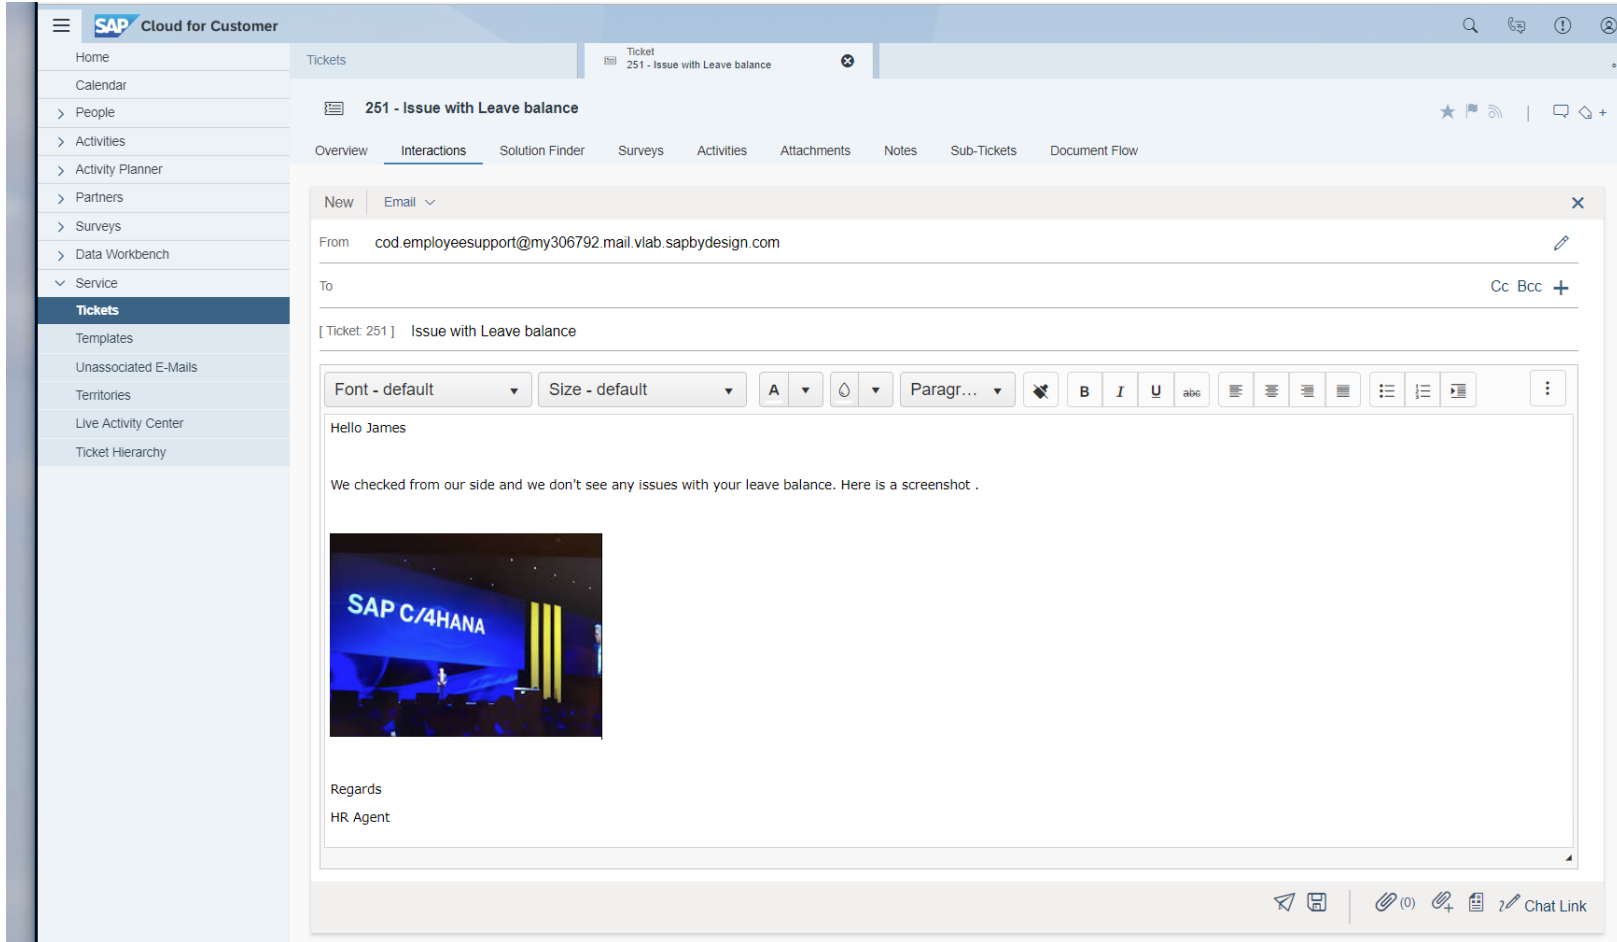 SAP Cloud for Customer
Home
Calendar
People
Activities
Activity Planner
Partners
Surveys
Data Workbench
Service
Tickets
Templates
Unassociated E-Mails
Territories
Live Activity Center
Ticket Hierarchy
Tickets
Ticket
251 - Issue with Leave balance
251 - Issue with Leave balance
Overview Interactions Solution Finder Surveys Activities Attachments Notes Sub-Tickets Document Flow
New Email
From cod.employeesupport@my306792.mail.vlab.sapbydesign.com
To Cc Bcc
[ Ticket: 251 ] Issue with Leave balance
Font - default Size - default A Paragr... B I U abc
Hello James
We checked from our side and we don't see any issues with your leave balance. Here is a screenshot .
SAP C/4HANA
Regards
HR Agent
(0) Chat Link